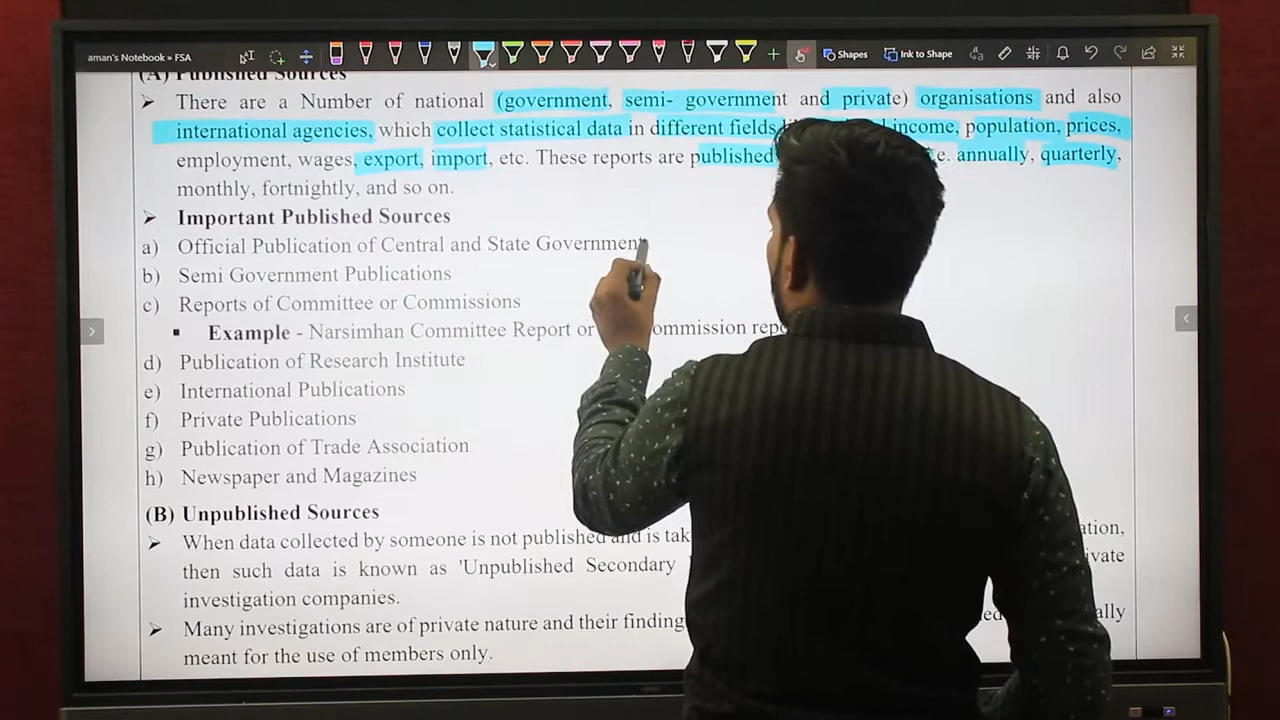 aman's Notebook » FSA
Shapes
Ink to Shape
(A) Published Sources
➢ There are a Number of national (government, semi- government and private) organisations and also
international agencies, which collect statistical data in different fields income, population, prices,
employment, wages, export, import, etc. These reports are published annually, quarterly,
monthly, fortnightly, and so on.
➢ Important Published Sources
a) Official Publication of Central and State Government
b) Semi Government Publications
c) Reports of Committee or Commissions
▪ Example - Narsimhan Committee Report or
d) Publication of Research Institute
e) International Publications
f) Private Publications
g) Publication of Trade Association
h) Newspaper and Magazines
(B) Unpublished Sources
➢ When data collected by someone is not published and is
then such data is known as 'Unpublished Secondary
investigation companies.
➢ Many investigations are of private nature and their
meant for the use of members only.